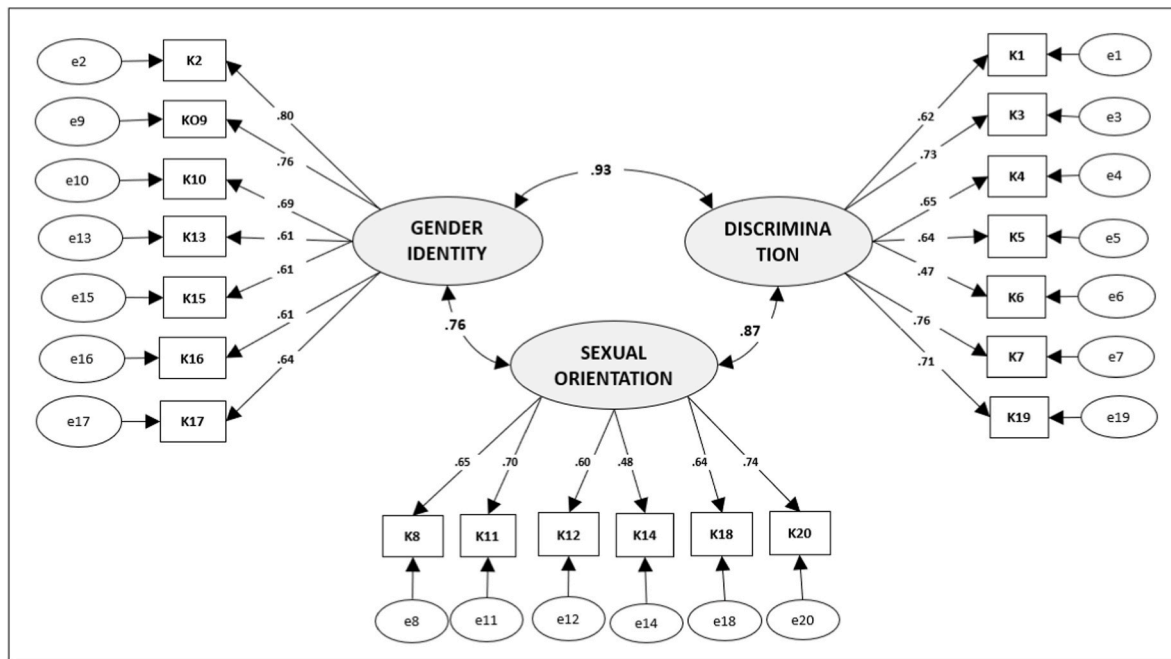 e2
K2
e9
KO9
e10
K10
e13
K13
e15
K15
e16
K16
e17
K17
.80
.76
.69
.61
.61
.61
.64
GENDER
IDENTITY
.93
DISCRIMINA
TION
.76
.87
SEXUAL
ORIENTATION
.62
.73
.65
.64
.47
.76
.71
K1
e1
K3
e3
K4
e4
K5
e5
K6
e6
K7
e7
K19
e19
.65
.70
.60
.48
.64
.74
K8
K11
K12
K14
K18
K20
e8
e11
e12
e14
e18
e20